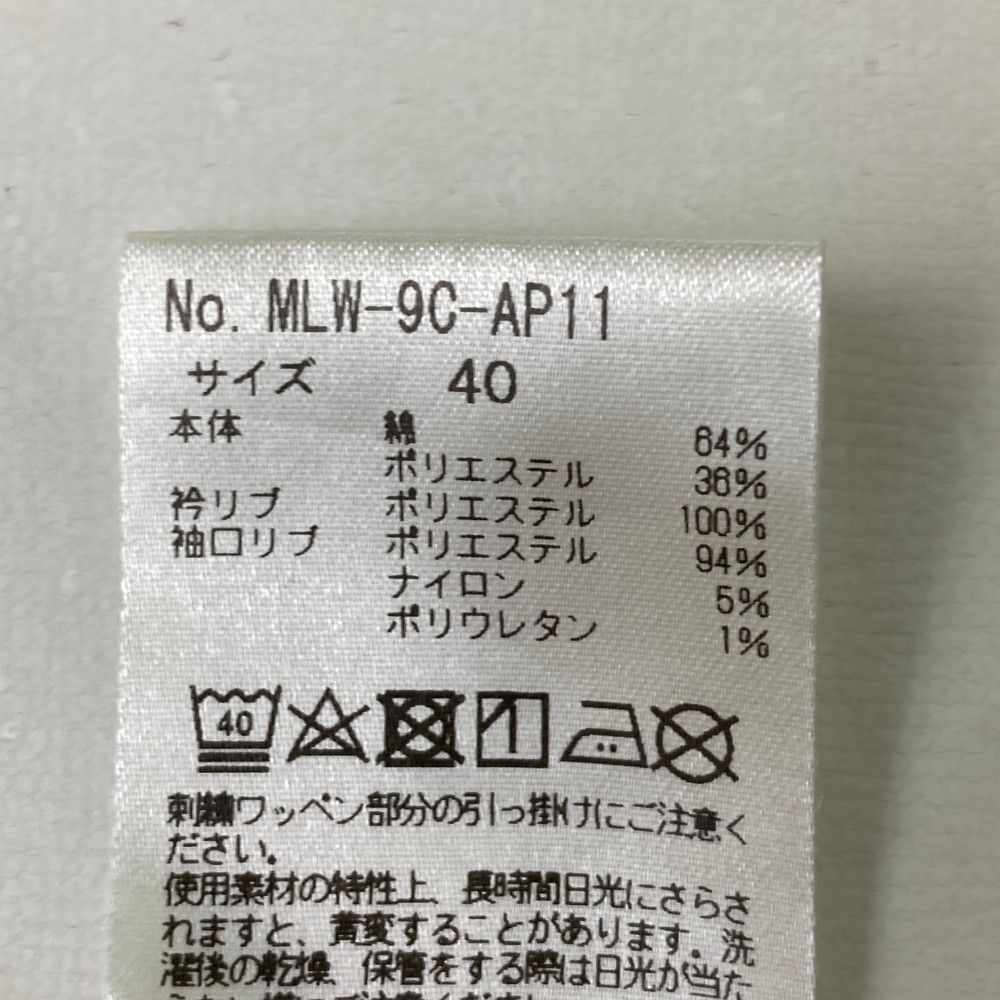 No. MLW-9C-AP11
サイズ 40
本体 綿 64%
ポリエステル 36%
衿リブ ポリエステル 100%
袖口リブ ポリエステル 94%
ナイロン 5%
ポリウレタン 1%
40
刺繍ワッペン部分の引っ掛けにご注意く
ださい。
使用素材の特性上、長時間日光にさらさ
れますと、黄変することがあります。洗
濯後の乾燥、保管をする際は日光が当た